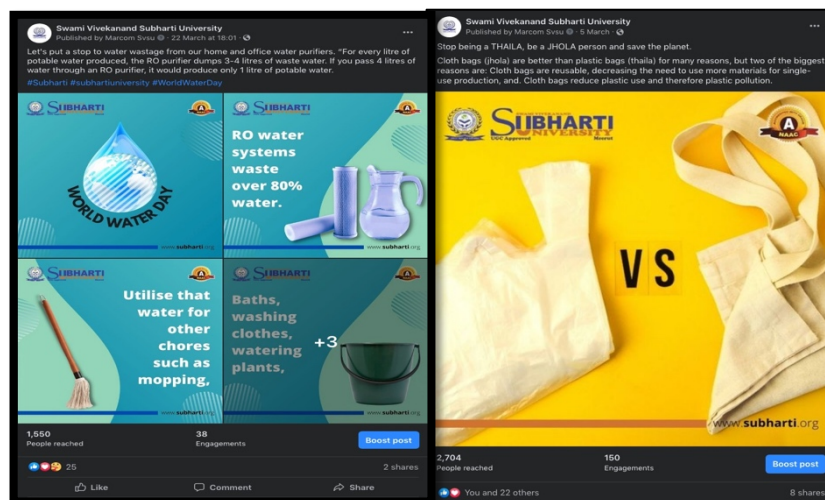 Swami Vivekanand Subharti University
Published by Marcom Svsu · 22 March at 18:01 ·
Let's put a stop to water wastage from our home and office water purifiers. "For every litre of
potable water produced, the RO purifier dumps 3-4 litres of waste water. If you pass 4 litres of
water through an RO purifier, it would produce only 1 litre of potable water.
#Subharti #subhartiuniversity #WorldWaterDay
SUBHARTI
WORLD WATER DAY
www.subharti.org
SUBHARTI
RO water
systems
waste
over 80%
water.
www.subharti.org
SUBHARTI
Utilise that
water for
other
chores
such as
mopping,
www.subharti.org
SUBHARTI
Baths,
washing
clothes,
watering
plants,
+3
www.subharti.org
1,550
People reached
38
Engagements
Boost post
25
2 shares
Like
Comment
Share
Swami Vivekanand Subharti University
Published by Marcom Svsu · 5 March ·
Stop being a THAILA, be a JHOLA person and save the planet.
Cloth bags (jhola) are better than plastic bags (thaila) for many reasons, but two of the biggest
reasons are: Cloth bags are reusable, decreasing the need to use more materials for single-
use production, and. Cloth bags reduce plastic use and therefore plastic pollution.
SUBHARTI
UNIVERSITY
UGC Approved
Meerut
A
NAAC
VS
www.subharti.org
2,704
People reached
150
Engagements
Boost post
You and 22 others
8 shares